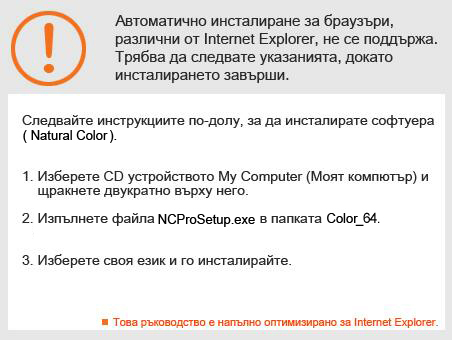 Автоматично инсталиране за браузъри,
различни от Internet Explorer, не се поддържа.
Трябва да следвате указанията, докато
инсталирането завърши.
Следвайте инструкциите по-долу, за да инсталирате софтуера
( Natural Color ).
1. Изберете CD устройството My Computer (Моят компютър) и
щракнете двукратно върху него.
2. Изпълнете файла NCProSetup.exe в папката Color_64.
3. Изберете своя език и го инсталирайте.
Това ръководство е напълно оптимизирано за Internet Explorer.